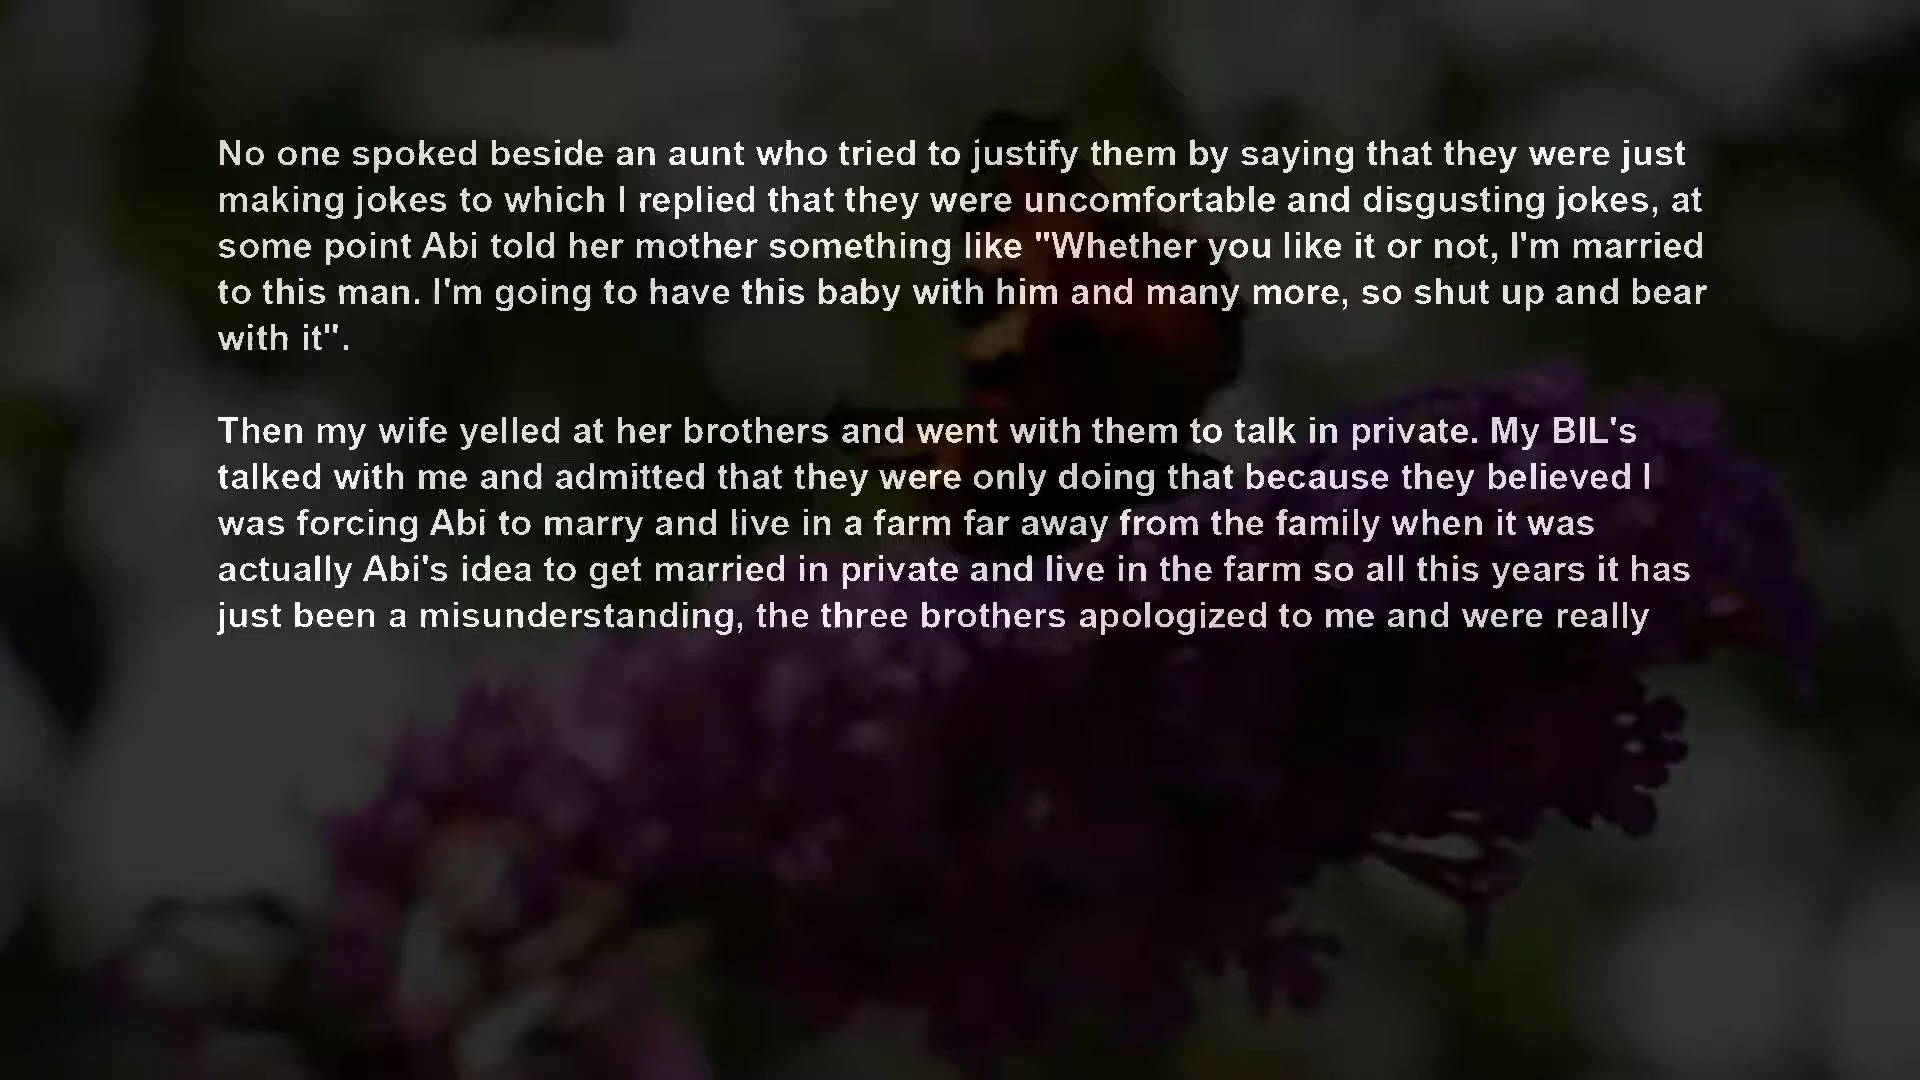 No one spoked beside an aunt who tried to justify them by saying that they were just
making jokes to which I replied that they were uncomfortable and disgusting jokes, at
some point Abi told her mother something like "Whether you like it or not, I'm married
to this man. I'm going to have this baby with him and many more, so shut up and bear
with it".
Then my wife yelled at her brothers and went with them to talk in private. My BIL's
talked with me and admitted that they were only doing that because they believed I
was forcing Abi to marry and live in a farm far away from the family when it was
actually Abi's idea to get married in private and live in the farm so all this years it has
just been a misunderstanding, the three brothers apologized to me and were really